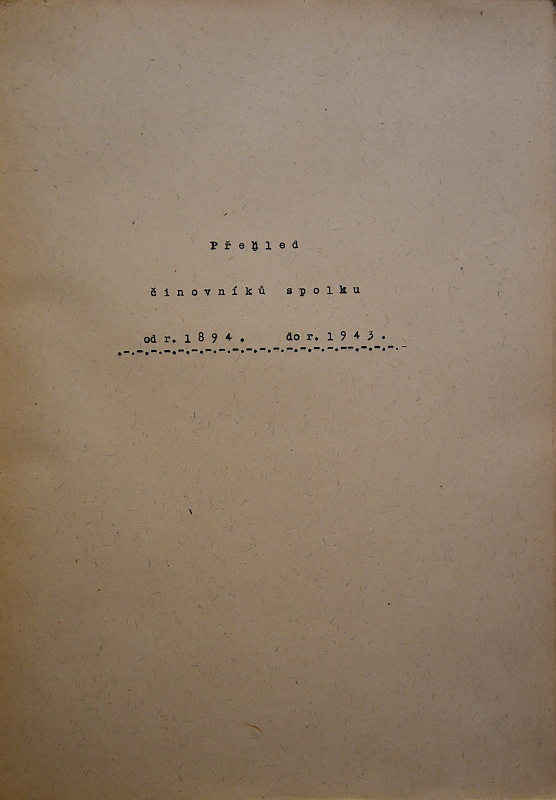 Přehled
činovníků spolku
od r. 1894. do r. 1943.